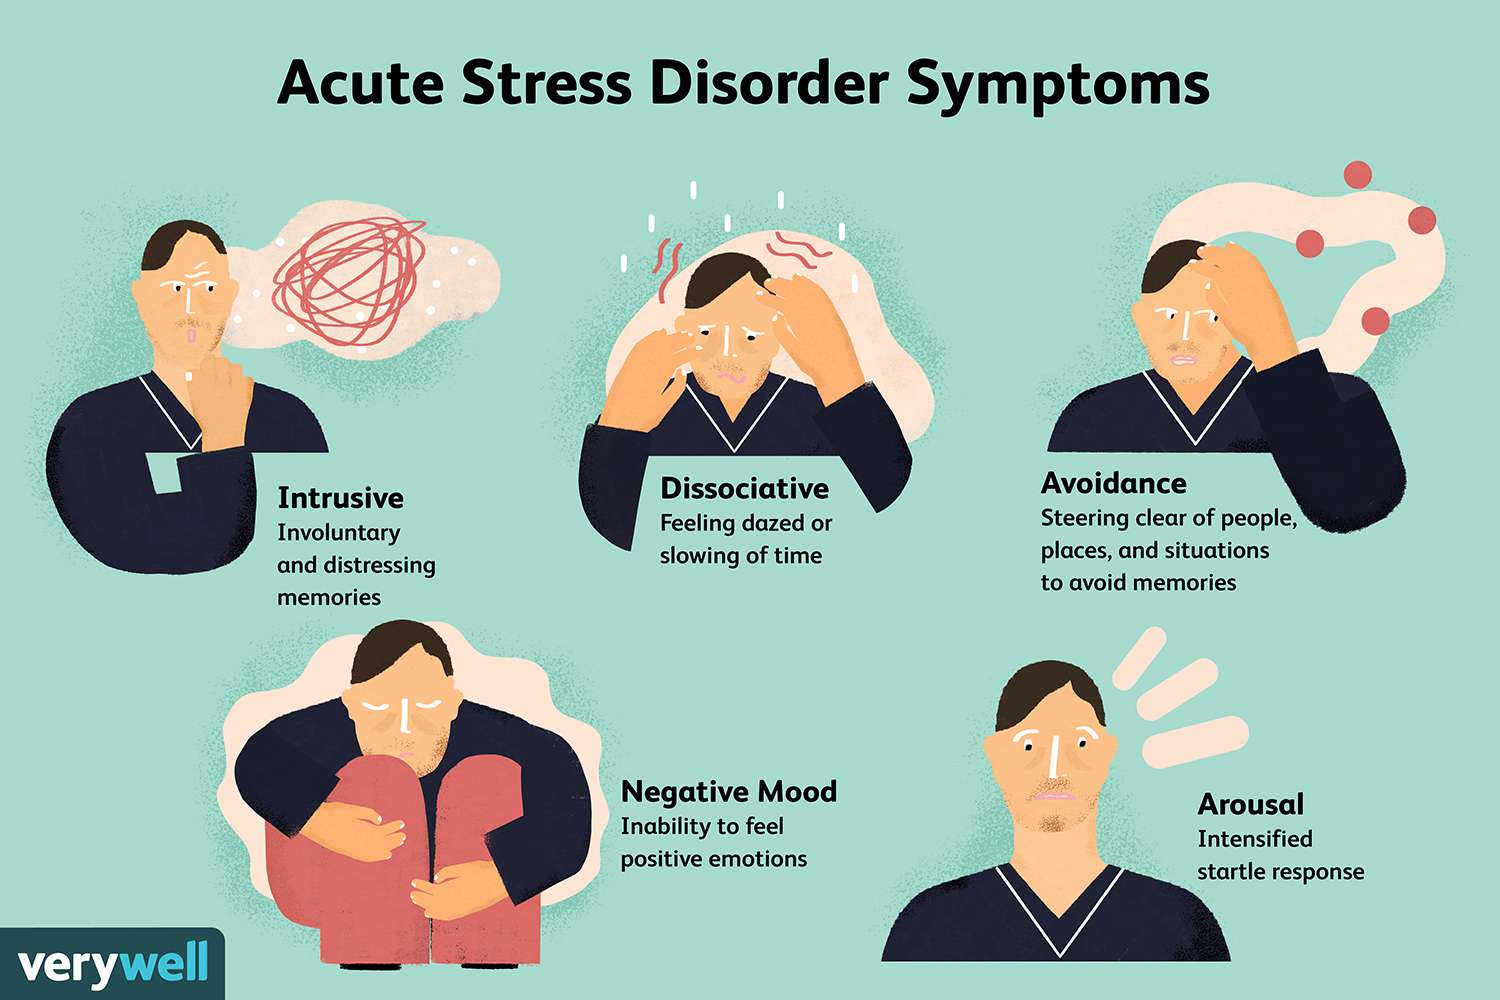 Acute Stress Disorder Symptoms
Intrusive
Involuntary
and distressing
memories
Dissociative
Feeling dazed or
slowing of time
Avoidance
Steering clear of people,
places, and situations
to avoid memories
Negative Mood
Inability to feel
positive emotions
Arousal
Intensified
startle response
verywell